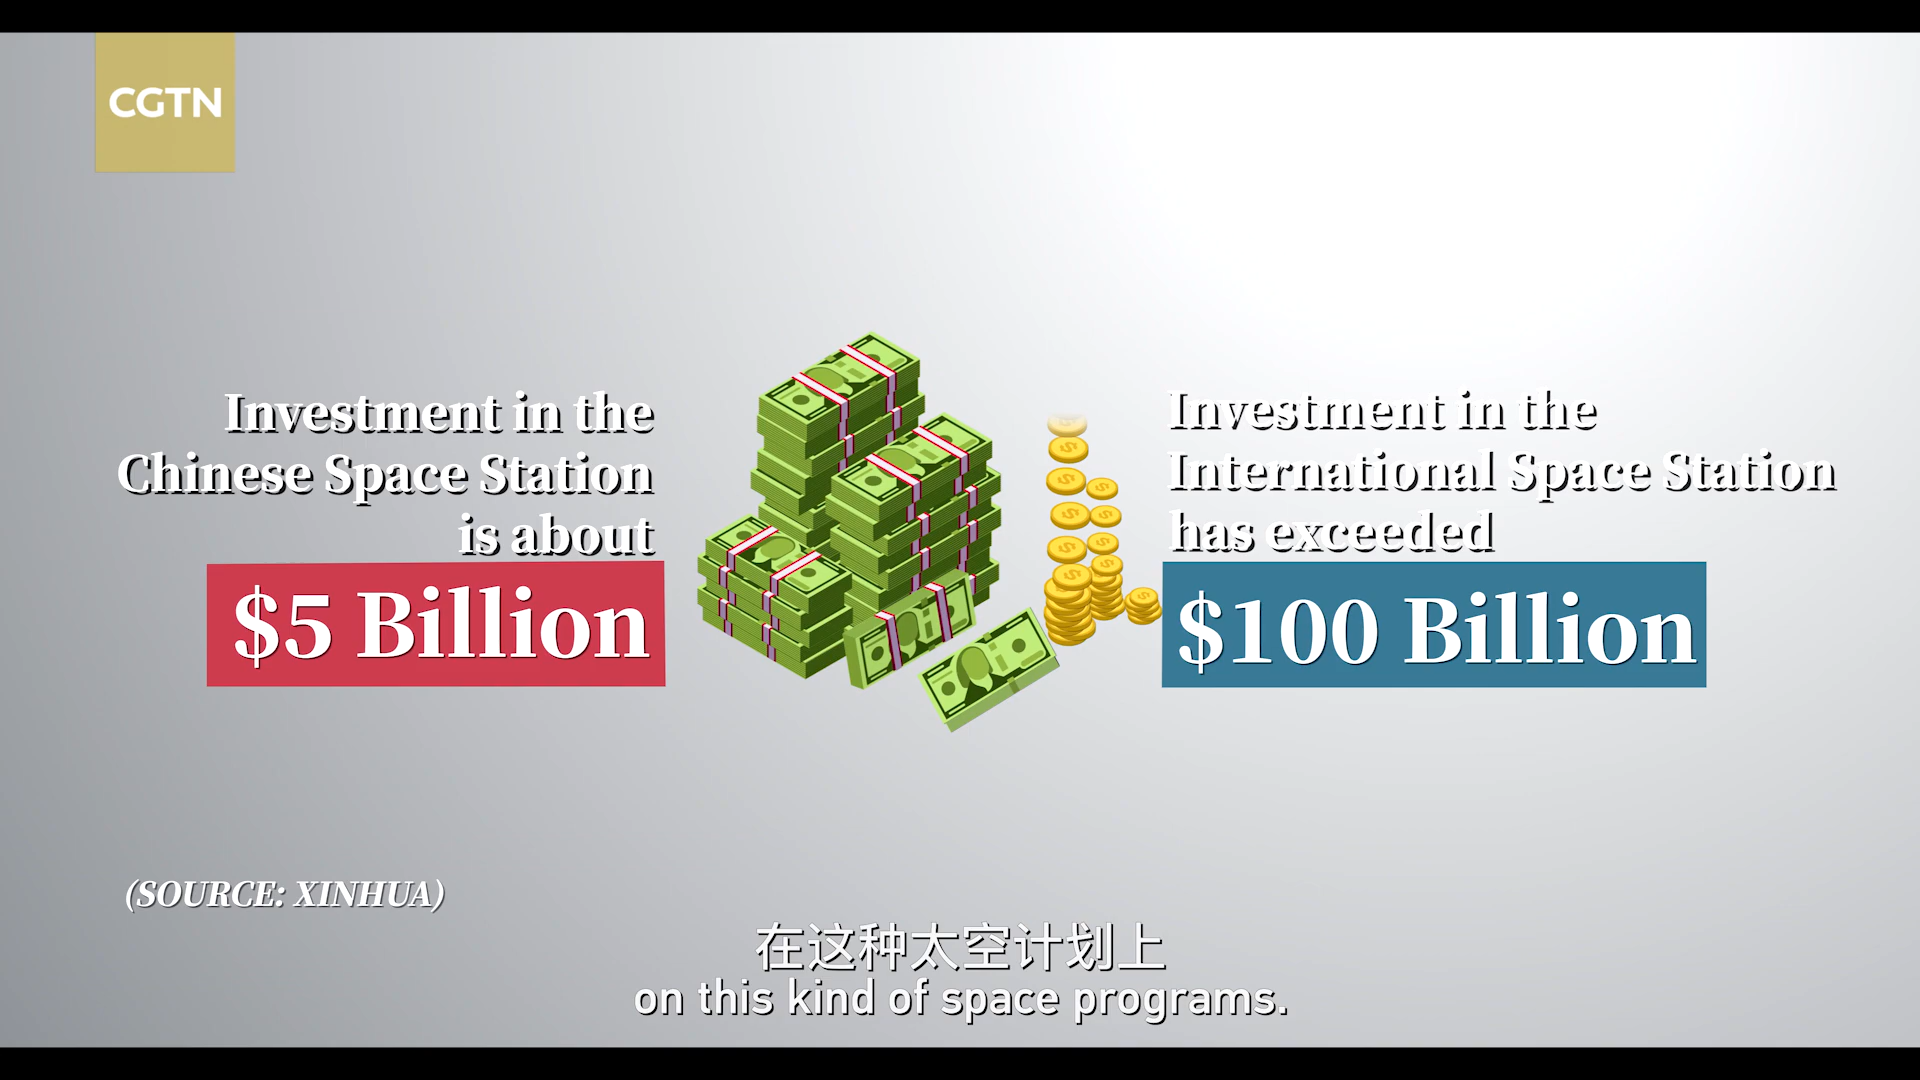 CGTN
Investment in the
Chinese Space Station
is about
$5 Billion
Investment in the
International Space Station
has exceeded
$100 Billion
(SOURCE: XINHUA)
在这种太空计划上
on this kind of space programs.